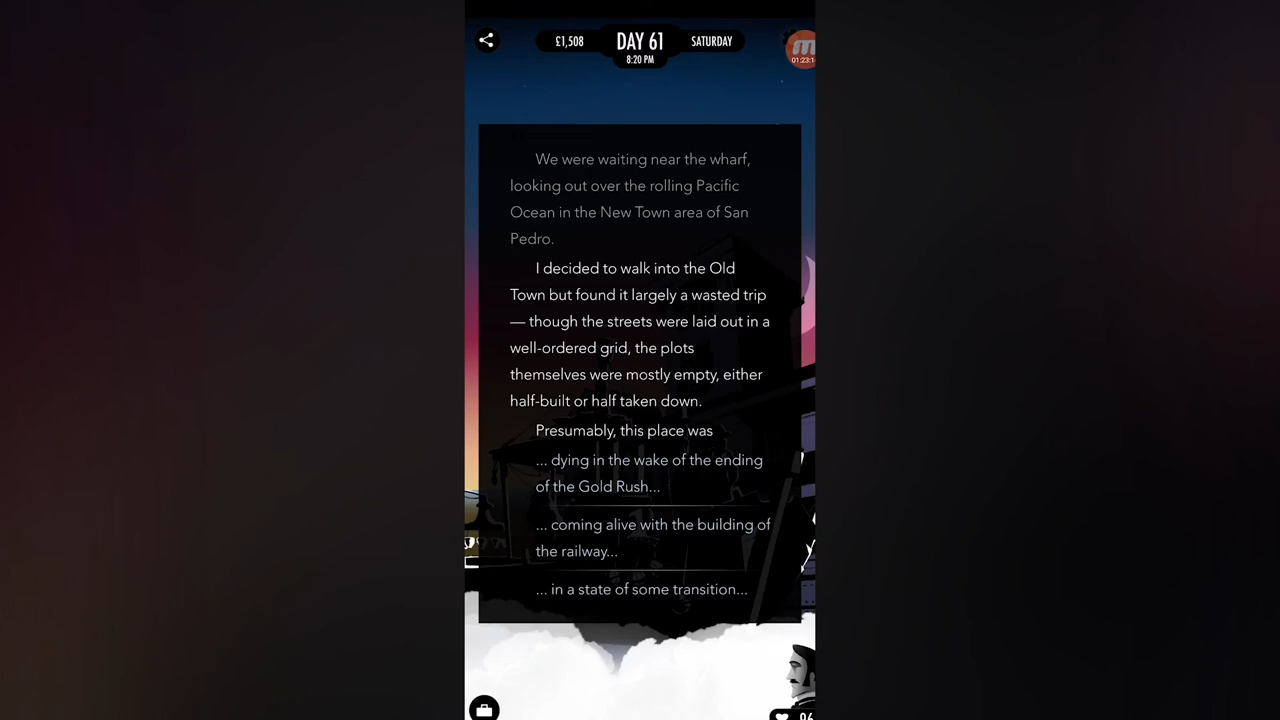 £1,508
DAY 61
SATURDAY
8:20 PM
01:23:1
We were waiting near the wharf,
looking out over the rolling Pacific
Ocean in the New Town area of San
Pedro.
I decided to walk into the Old
Town but found it largely a wasted trip
— though the streets were laid out in a
well-ordered grid, the plots
themselves were mostly empty, either
half-built or half taken down.
Presumably, this place was
... dying in the wake of the ending
of the Gold Rush...
... coming alive with the building of
the railway...
... in a state of some transition...